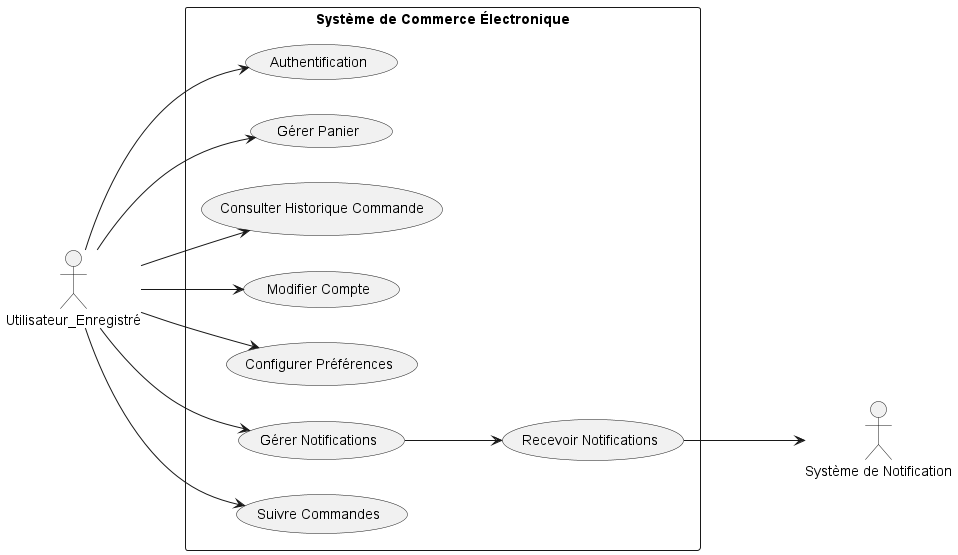 Système de Commerce Électronique
Authentification
Gérer Panier
Consulter Historique Commande
Modifier Compte
Utilisateur_Enregistré
Configurer Préférences
Gérer Notifications
Recevoir Notifications
Système de Notification
Suivre Commandes